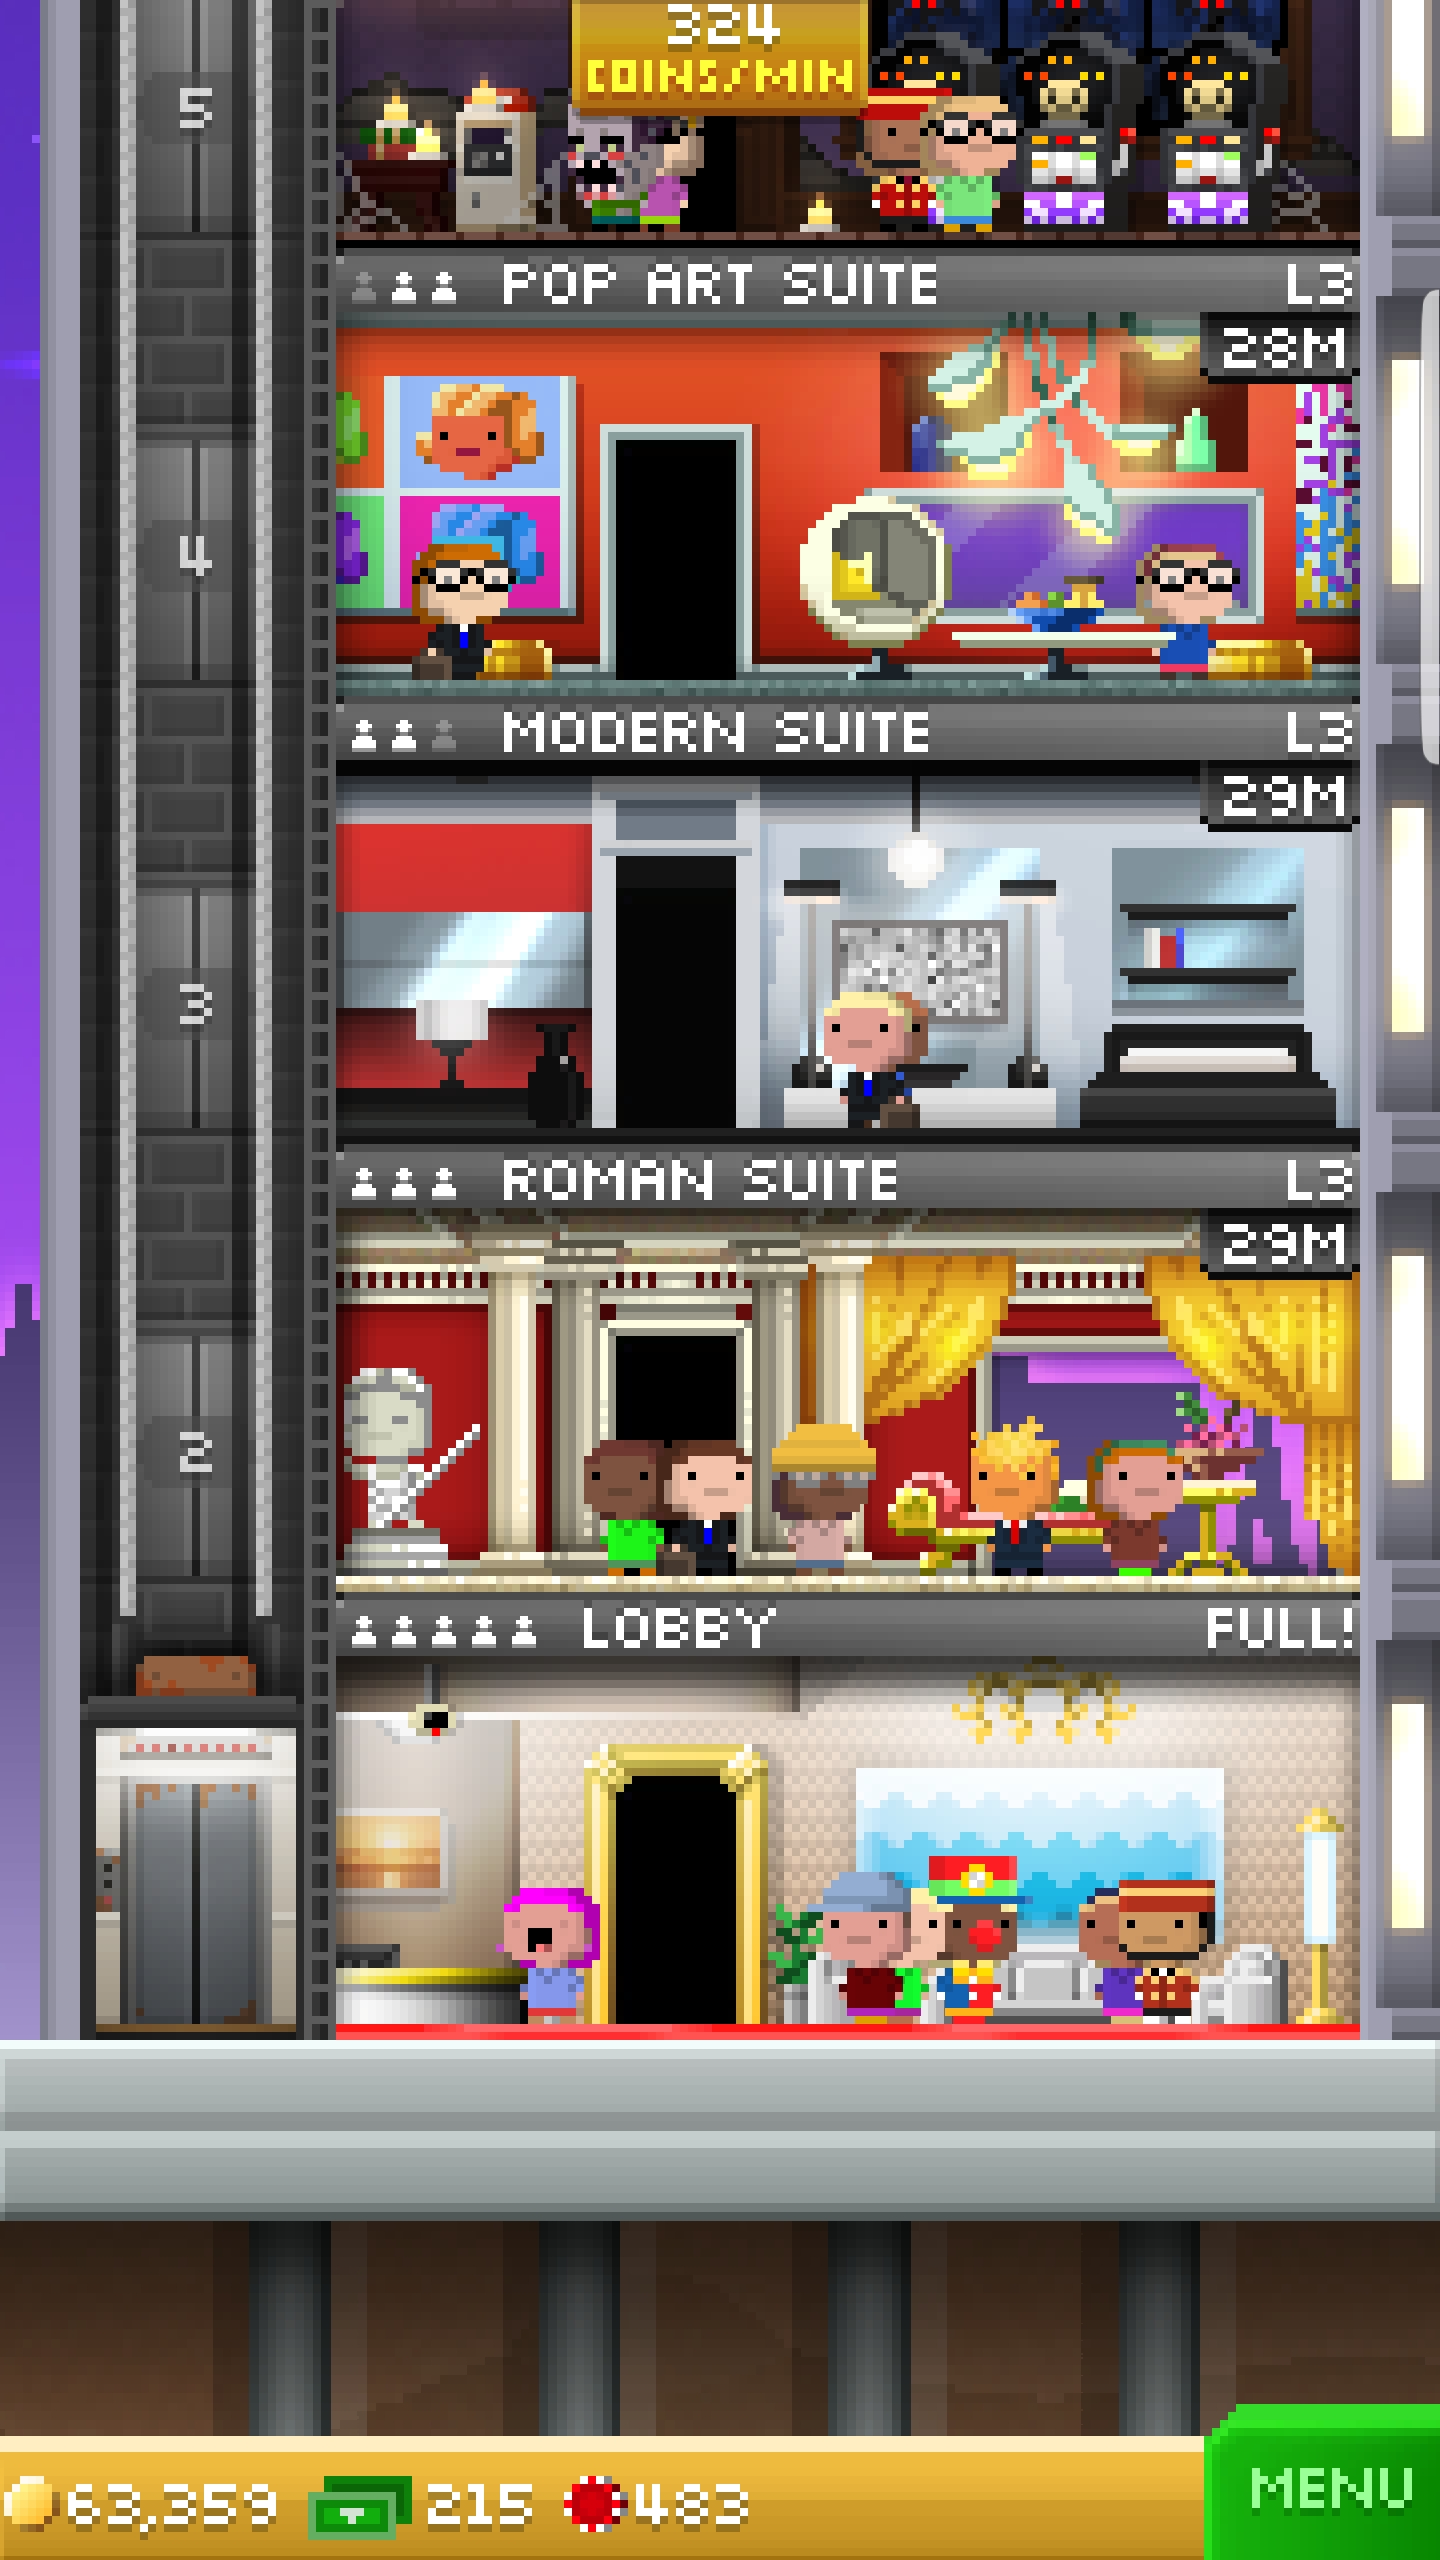 324
COINS/MIN
5
POP ART SUITE L3
28M
4
MODERN SUITE L3
29M
3
ROMAN SUITE L3
29M
2
LOBBY FULL!
63,359 215 483
MENU